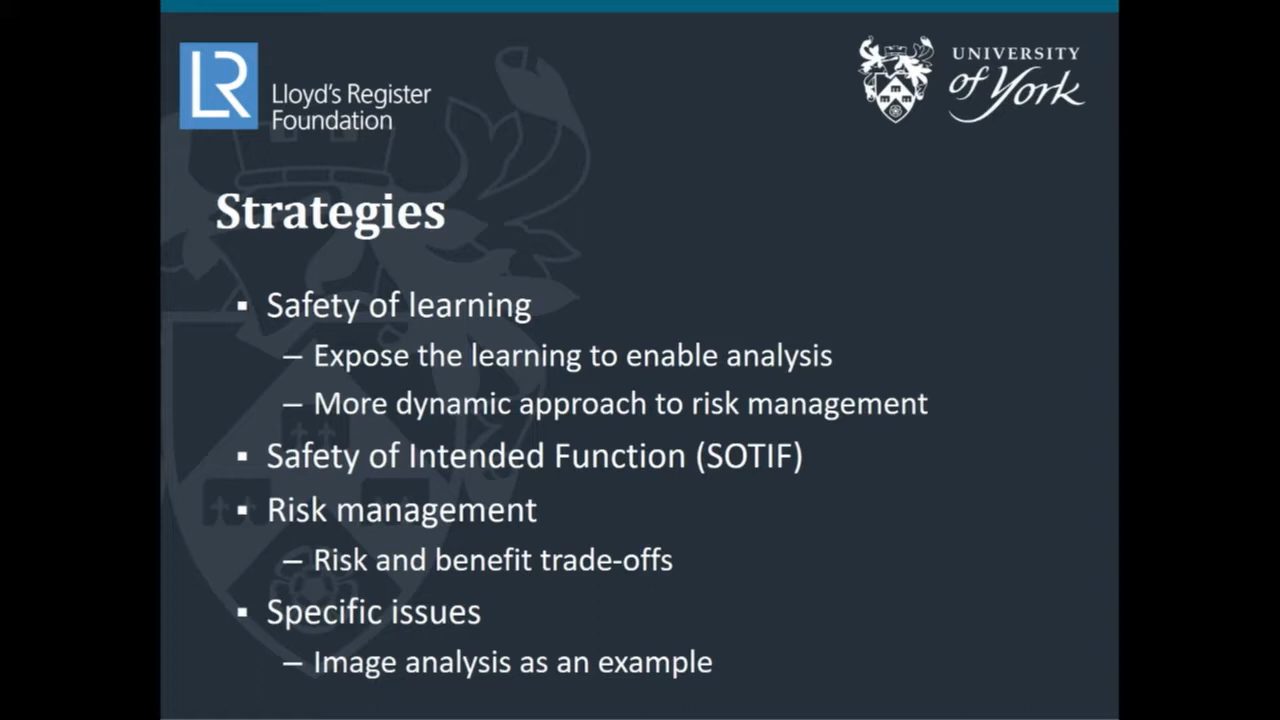 LR
Lloyd's Register
Foundation
UNIVERSITY
of York
Strategies
▪ Safety of learning
– Expose the learning to enable analysis
– More dynamic approach to risk management
▪ Safety of Intended Function (SOTIF)
▪ Risk management
– Risk and benefit trade-offs
▪ Specific issues
– Image analysis as an example